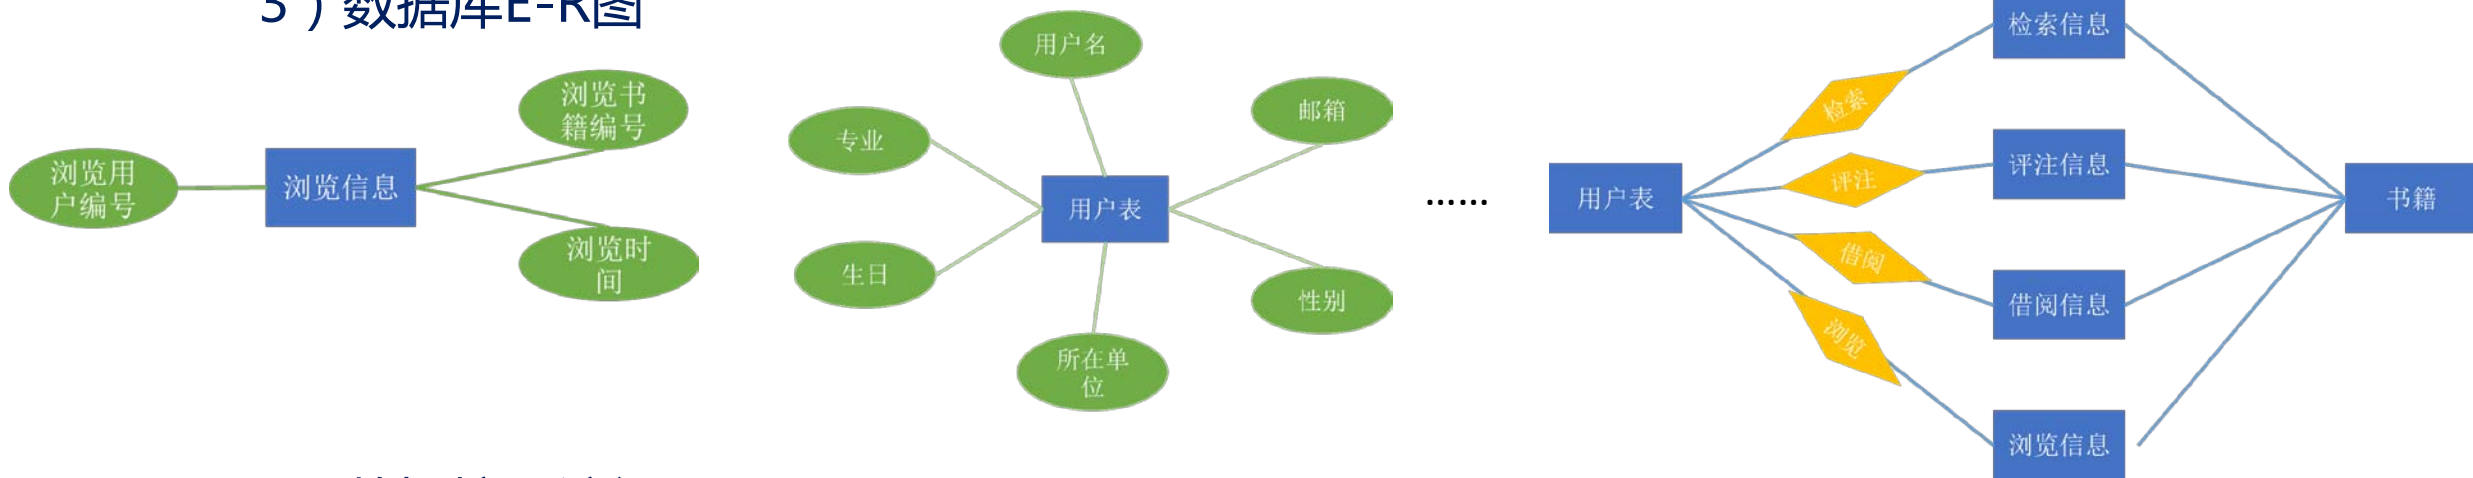 3）数据库E-R图
浏览用
户编号
浏览信息
浏览书
籍编号
浏览时
间
用户名
专业
邮箱
用户表
生日
性别
所在单
位
……
用户表
检索
评注
借阅
浏览
检索信息
评注信息
借阅信息
浏览信息
书籍